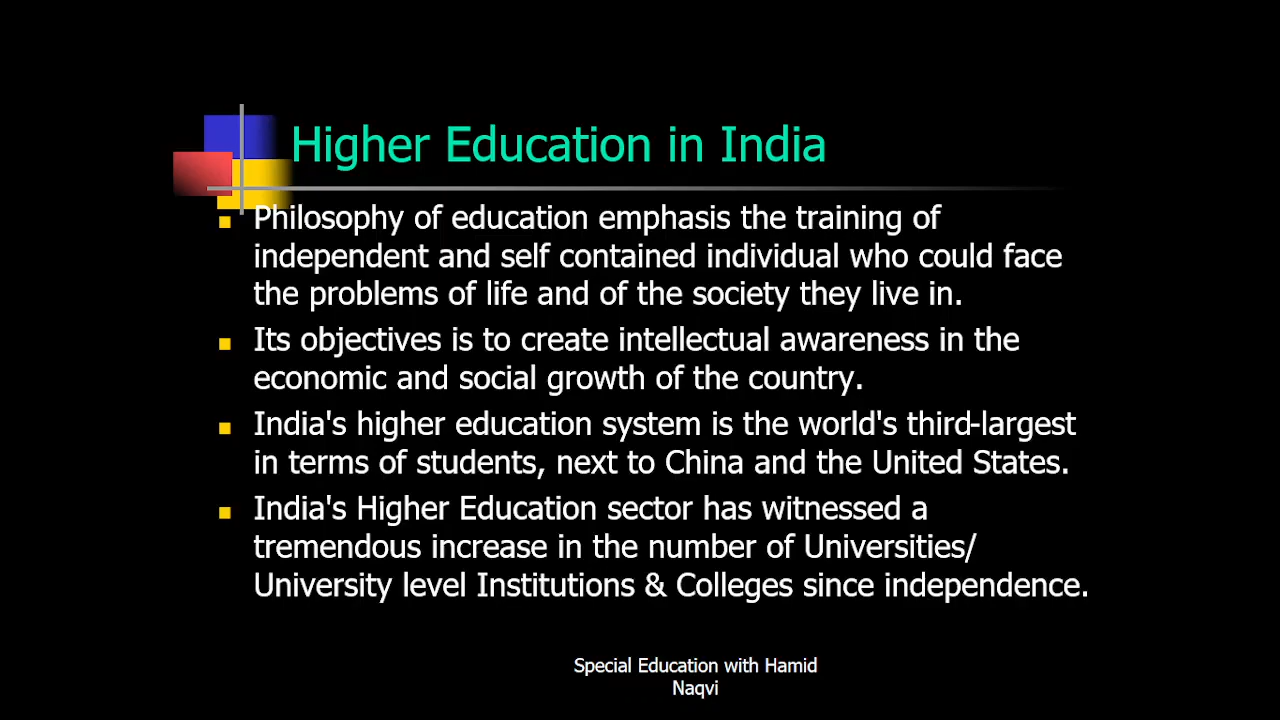 Higher Education in India
Philosophy of education emphasis the training of
independent and self contained individual who could face
the problems of life and of the society they live in.
Its objectives is to create intellectual awareness in the
economic and social growth of the country.
India's higher education system is the world's third-largest
in terms of students, next to China and the United States.
India's Higher Education sector has witnessed a
tremendous increase in the number of Universities/
University level Institutions & Colleges since independence.
Special Education with Hamid
Naqvi